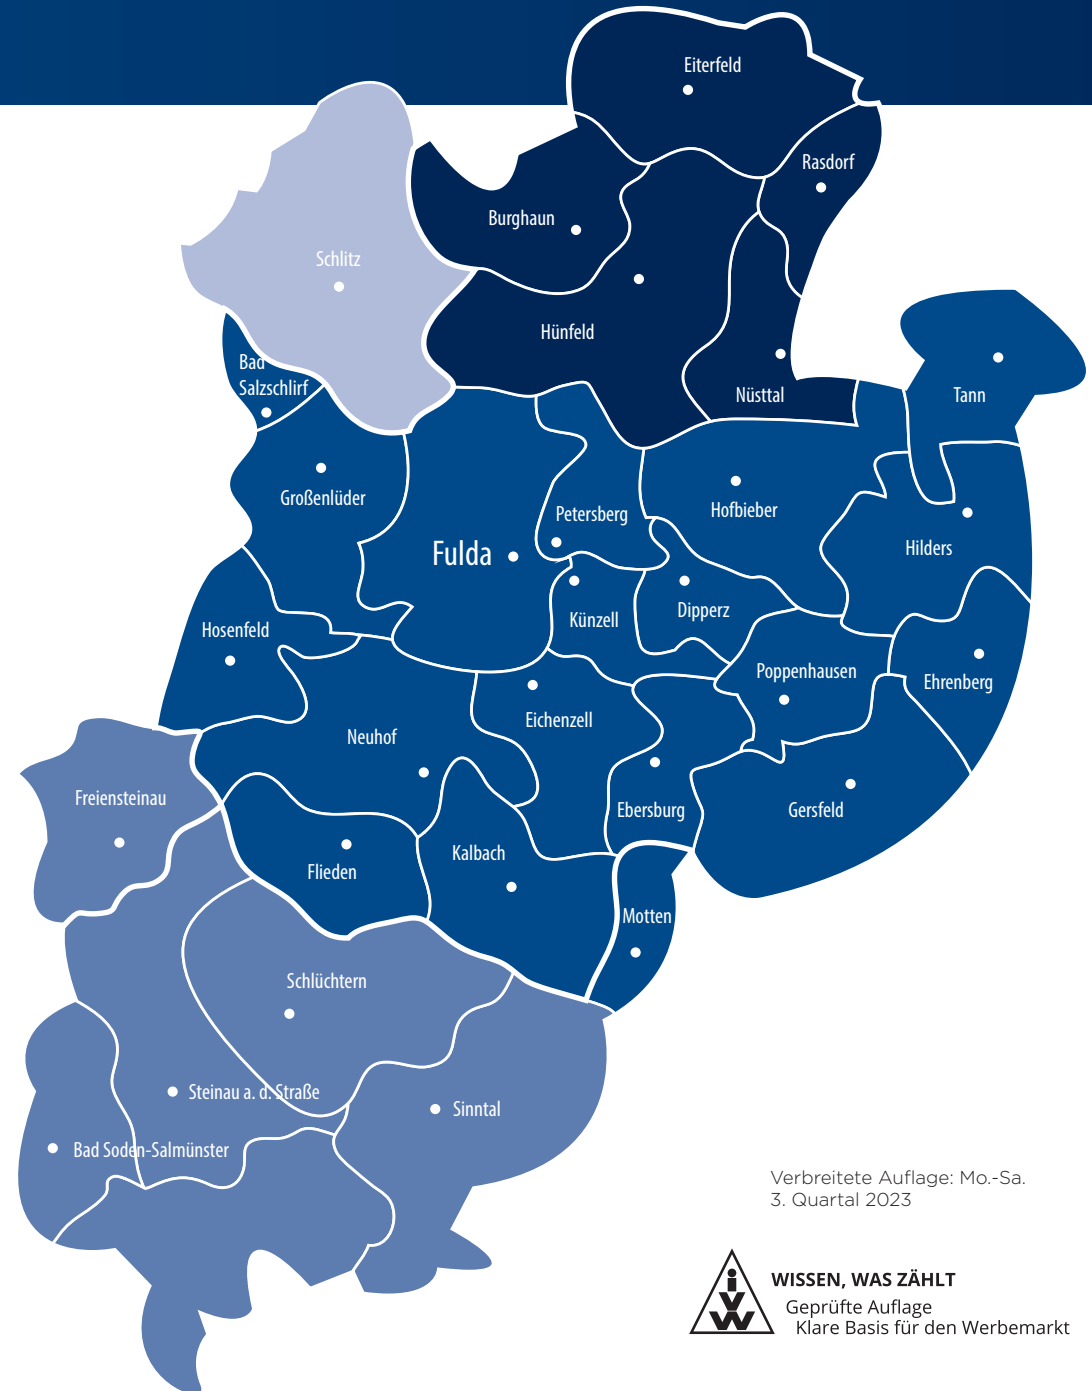 Eiterfeld
Rasdorf
Burghaun
Schlitz
Hünfeld
Bad
Salzschlirf
Nüsttal
Tann
Großenlüder
Petersberg
Hofbieber
Fulda
Hilders
Künzell
Dipperz
Hosenfeld
Poppenhausen
Ehrenberg
Eichenzell
Neuhof
Freiensteinau
Ebersburg
Gersfeld
Kalbach
Flieden
Motten
Schlüchtern
Steinau a. d. Straße
Sinntal
Bad Soden-Salmünster
Verbreitete Auflage: Mo.-Sa.
3. Quartal 2023
iVW
WISSEN, WAS ZÄHLT
Geprüfte Auflage
Klare Basis für den Werbemarkt